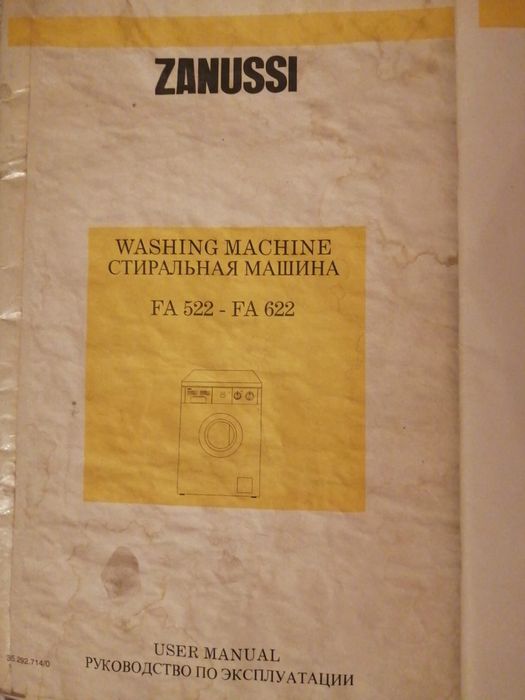 ZANUSSI
WASHING MACHINE
СТИРАЛЬНАЯ МАШИНА
FA 522 - FA 622
USER MANUAL
РУКОВОДСТВО ПО ЭКСПЛУАТАЦИИ